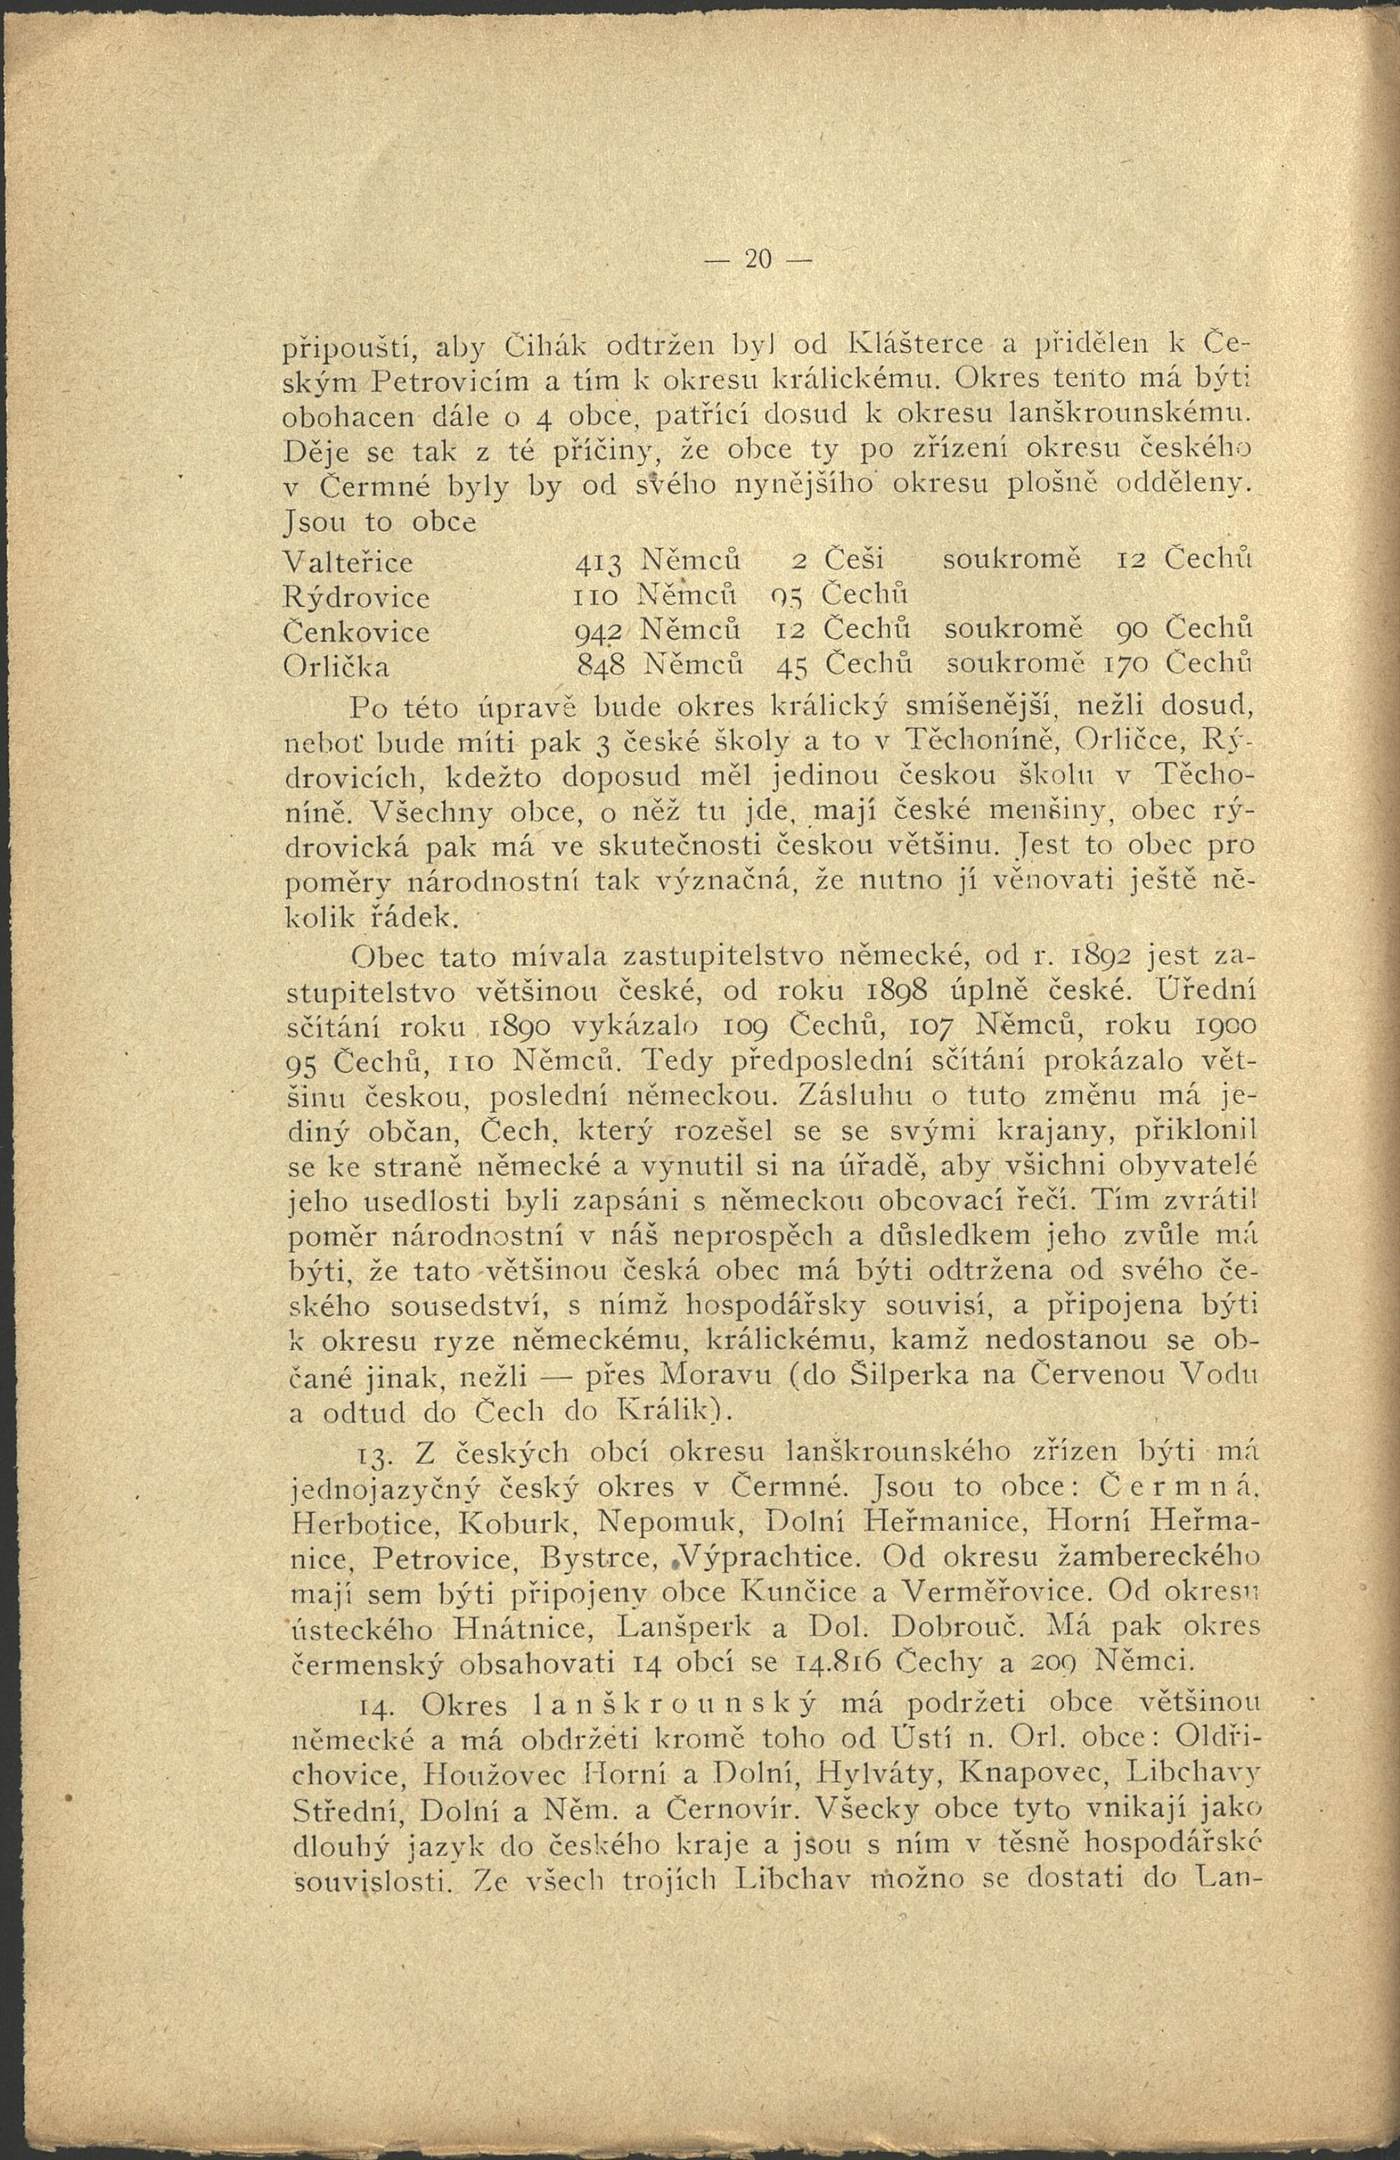 — 20 —
připouští, aby Čihák odtržen byl od Klášterce a přidělen k Če-
ským Petrovicím a tím k okresu králickému. Okres tento má býti
obohacen dále o 4 obce, patřící dosud k okresu lanškrounskému.
Děje se tak z té příčiny, že obce ty po zřízení okresu českého
v Čermné byly by od svého nynějšího okresu plošně odděleny.
Jsou to obce
Valteřice 413 Němců 2 Češi soukromě 12 Čechů
Rýdrovice 110 Němců 95 Čechů
Čenkovice 942 Němců 12 Čechů soukromě 90 Čechů
Orlička 848 Němců 45 Čechů soukromě 170 Čechů
Po této úpravě bude okres králický smíšenější, nežli dosud,
neboť bude míti pak 3 české školy a to v Těchoníně, Orličce, Rý-
drovicích, kdežto doposud měl jedinou českou školu v Těcho-
níně. Všechny obce, o něž tu jde, mají české menšiny, obec rý-
drovická pak má ve skutečnosti českou většinu. Jest to obec pro
poměry národnostní tak význačná, že nutno jí věnovati ještě ně-
kolik řádek.
Obec tato mívala zastupitelstvo německé, od r. 1892 jest za-
stupitelstvo většinou české, od roku 1898 úplně české. Úřední
sčítání roku 1890 vykázalo 109 Čechů, 107 Němců, roku 1900
95 Čechů, 110 Němců. Tedy předposlední sčítání prokázalo vět-
šinu českou, poslední německou. Zásluhu o tuto změnu má je-
diný občan, Čech, který rozešel se se svými krajany, přiklonil
se ke straně německé a vynutil si na úřadě, aby všichni obyvatelé
jeho usedlosti byli zapsáni s německou obcovací řečí. Tím zvrátil
poměr národnostní v náš neprospěch a důsledkem jeho zvůle má
býti, že tato většinou česká obec má býti odtržena od svého če-
ského sousedství, s nímž hospodářsky souvisí, a připojena býti
k okresu ryze německému, králickému, kamž nedostanou se ob-
čané jinak, nežli — přes Moravu (do Šilperka na Červenou Vodu
a odtud do Čech do Králik).
13. Z českých obcí okresu lanškrounského zřízen býti má
jednojazyčný český okres v Čermné. Jsou to obce: Čermná,
Herbotice, Koburk, Nepomuk, Dolní Heřmanice, Horní Heřma-
nice, Petrovice, Bystrce, Výprachtice. Od okresu žambereckého
mají sem býti připojeny obce Kunčice a Verměřovice. Od okresu
ústeckého Hnátnice, Lanšperk a Dol. Dobrouč. Má pak okres
čermenský obsahovati 14 obcí se 14.816 Čechy a 209 Němci.
14. Okres lanškrounský má podržeti obce většinou
německé a má obdržeti kromě toho od Ústí n. Orl. obce: Oldři-
chovice, Houžovec Horní a Dolní, Hylváty, Knapovec, Libchavy
Střední, Dolní a Něm. a Černovír. Všecky obce tyto vnikají jako
dlouhý jazyk do českého kraje a jsou s ním v těsně hospodářské
souvislosti. Ze všech trojích Libchav možno se dostati do Lan-